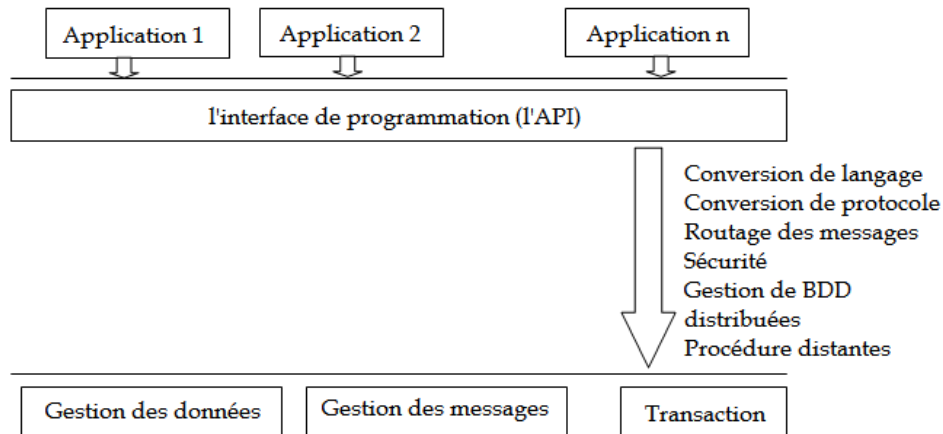 Application 1
Application 2
Application n
l'interface de programmation (l'API)
Conversion de langage
Conversion de protocole
Routage des messages
Sécurité
Gestion de BDD
distribuées
Procédure distantes
Gestion des données
Gestion des messages
Transaction